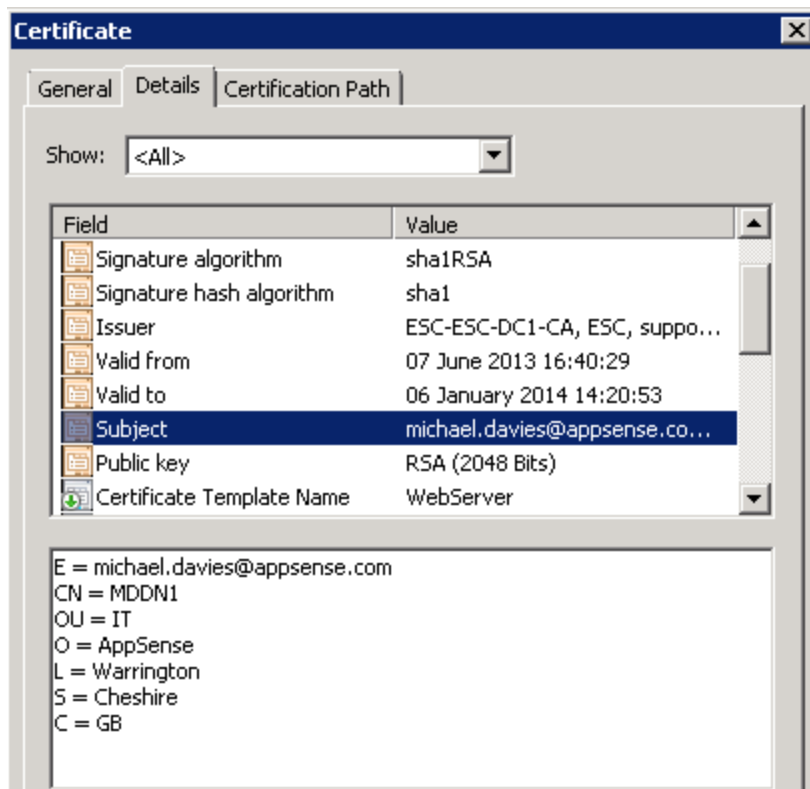 Certificate
General Details Certification Path
Show: <All>
Field Value
Signature algorithm sha1RSA
Signature hash algorithm sha1
Issuer ESC-ESC-DC1-CA, ESC, suppo...
Valid from 07 June 2013 16:40:29
Valid to 06 January 2014 14:20:53
Subject michael.davies@appsense.co...
Public key RSA (2048 Bits)
Certificate Template Name WebServer
E = michael.davies@appsense.com
CN = MDDN1
OU = IT
O = AppSense
L = Warrington
S = Cheshire
C = GB